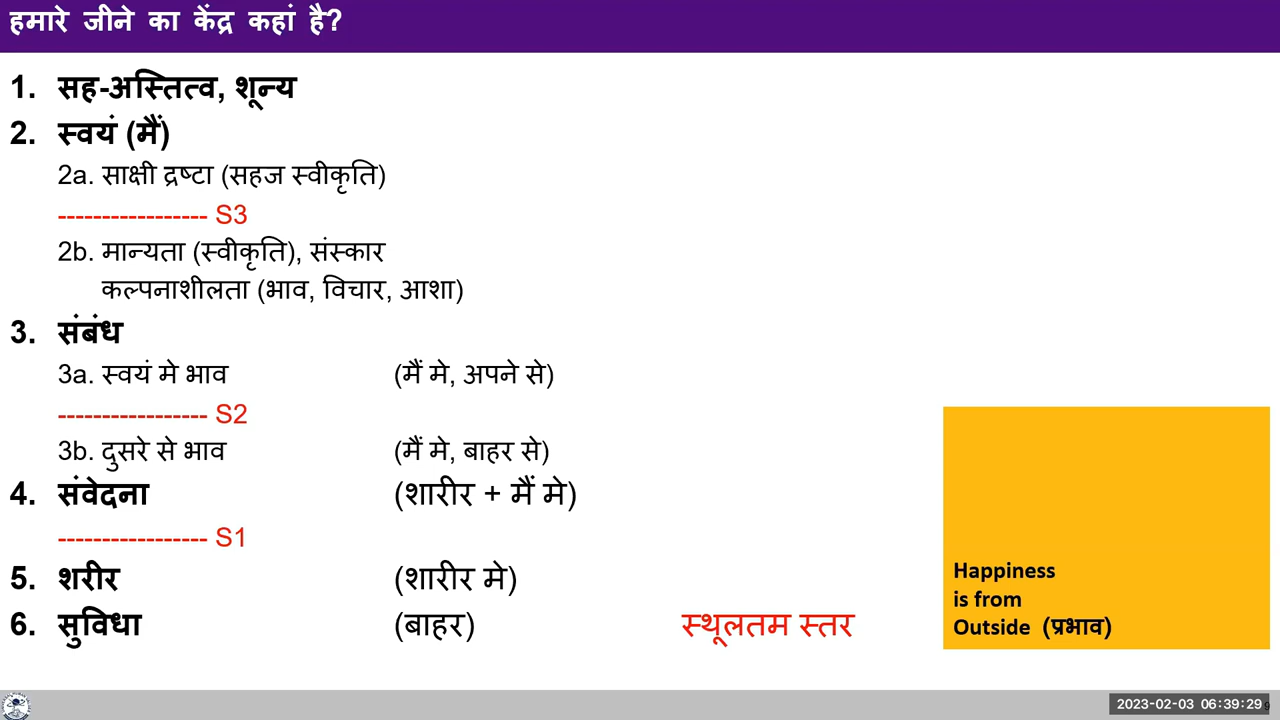 हमारे जीने का केंद्र कहां है?
1. सह-अस्तित्व, शून्य
2. स्वयं (मैं)
2a. साक्षी द्रष्टा (सहज स्वीकृति)
----------------- S3
2b. मान्यता (स्वीकृति), संस्कार
कल्पनाशीलता (भाव, विचार, आशा)
3. संबंध
3a. स्वयं मे भाव (मैं मे, अपने से)
----------------- S2
3b. दुसरे से भाव (मैं मे, बाहर से)
4. संवेदना (शारीर + मैं मे)
----------------- S1
5. शरीर (शारीर मे)
6. सुविधा (बाहर) स्थूलतम स्तर
Happiness
is from
Outside (प्रभाव)
2023-02-03 06:39:29
9